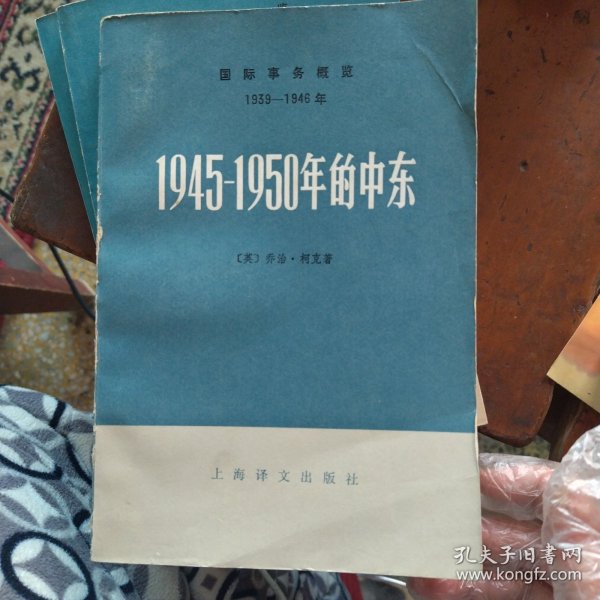 国际事务概览
1939—1946年
1945-1950年的中东
〔英〕乔治·柯克著
上海译文出版社
孔夫子旧书网
www.kongfz.com